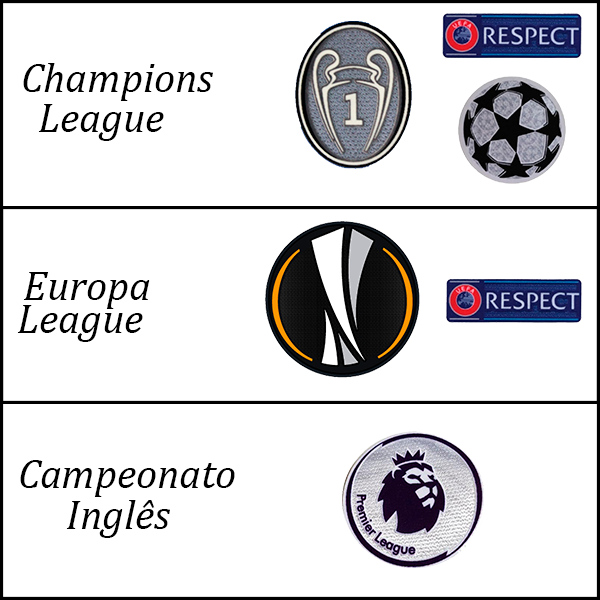 Champions
League
1
UEFA
RESPECT
Europa
League
UEFA
RESPECT
Campeonato
Inglês
Premier League